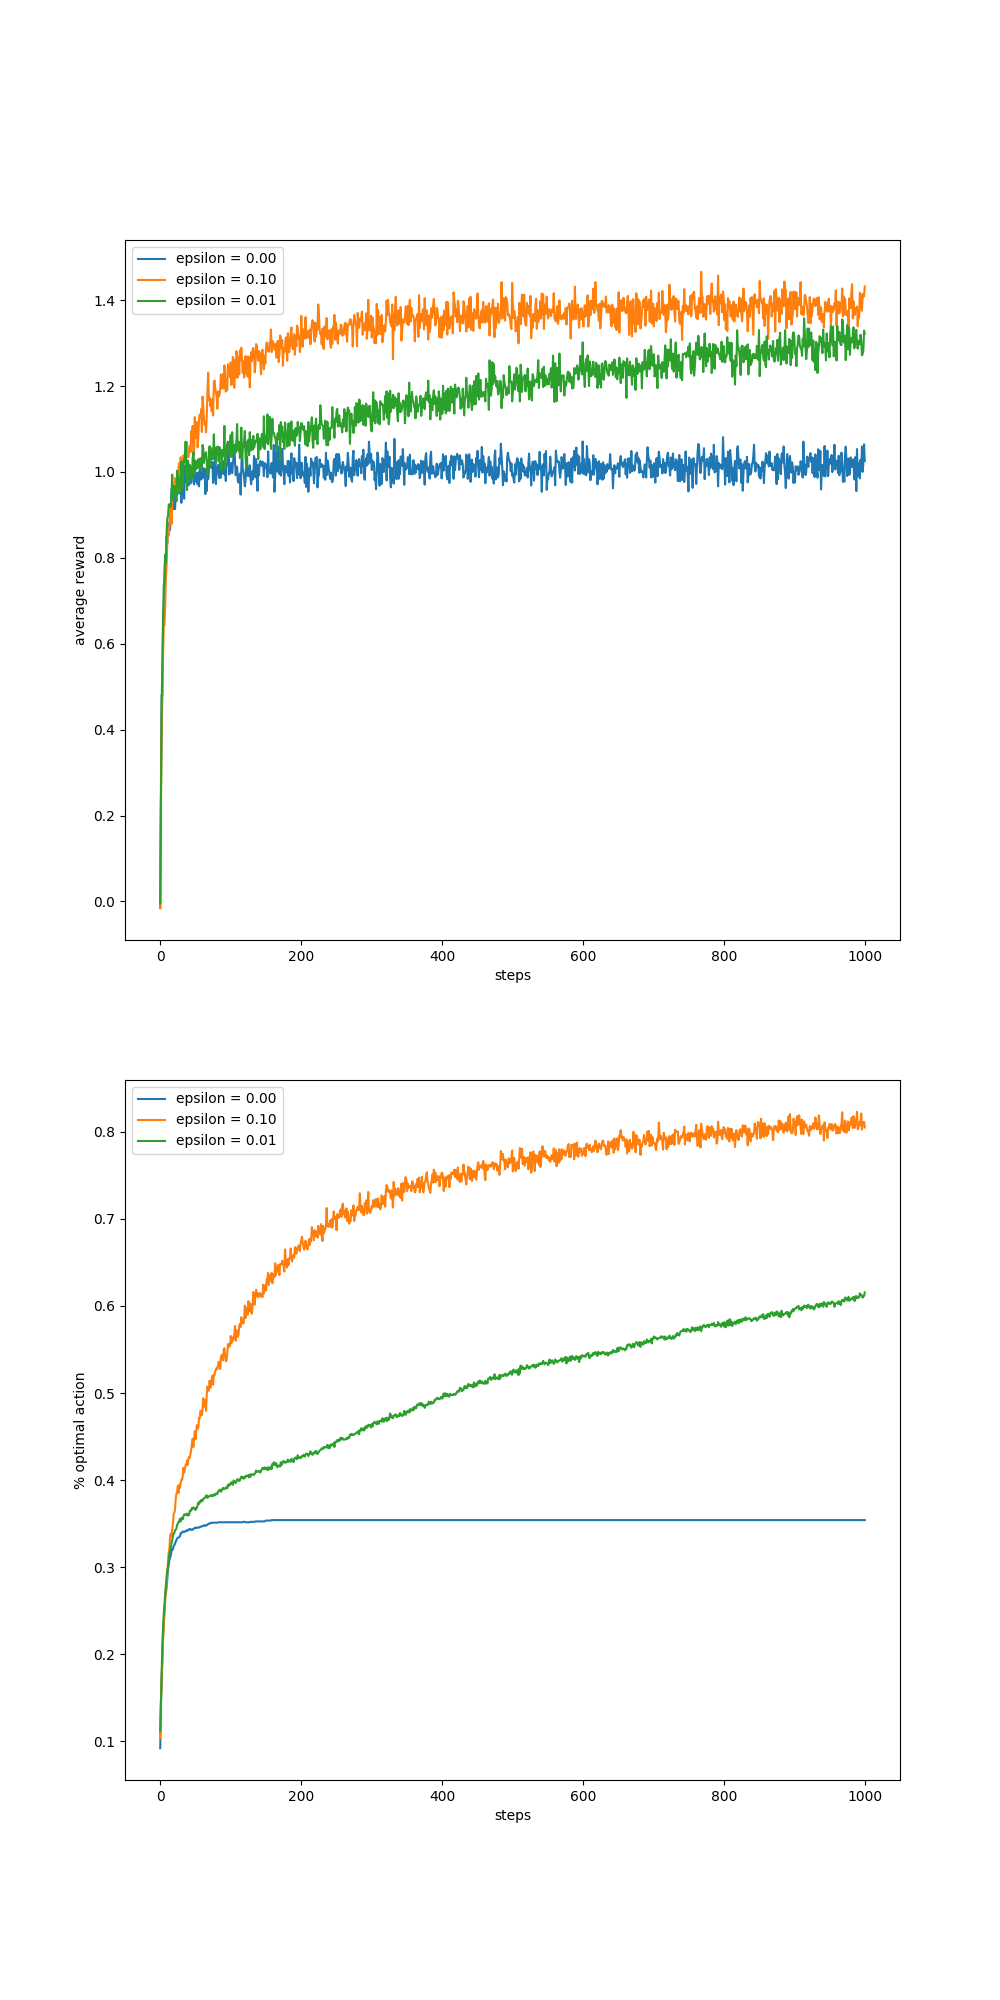 epsilon = 0.00
epsilon = 0.10
epsilon = 0.01
1.4
1.2
1.0
0.8
0.6
0.4
0.2
0.0
average reward
0 200 400 600 800 1000
steps
epsilon = 0.00
epsilon = 0.10
epsilon = 0.01
0.8
0.7
0.6
0.5
0.4
0.3
0.2
0.1
% optimal action
0 200 400 600 800 1000
steps